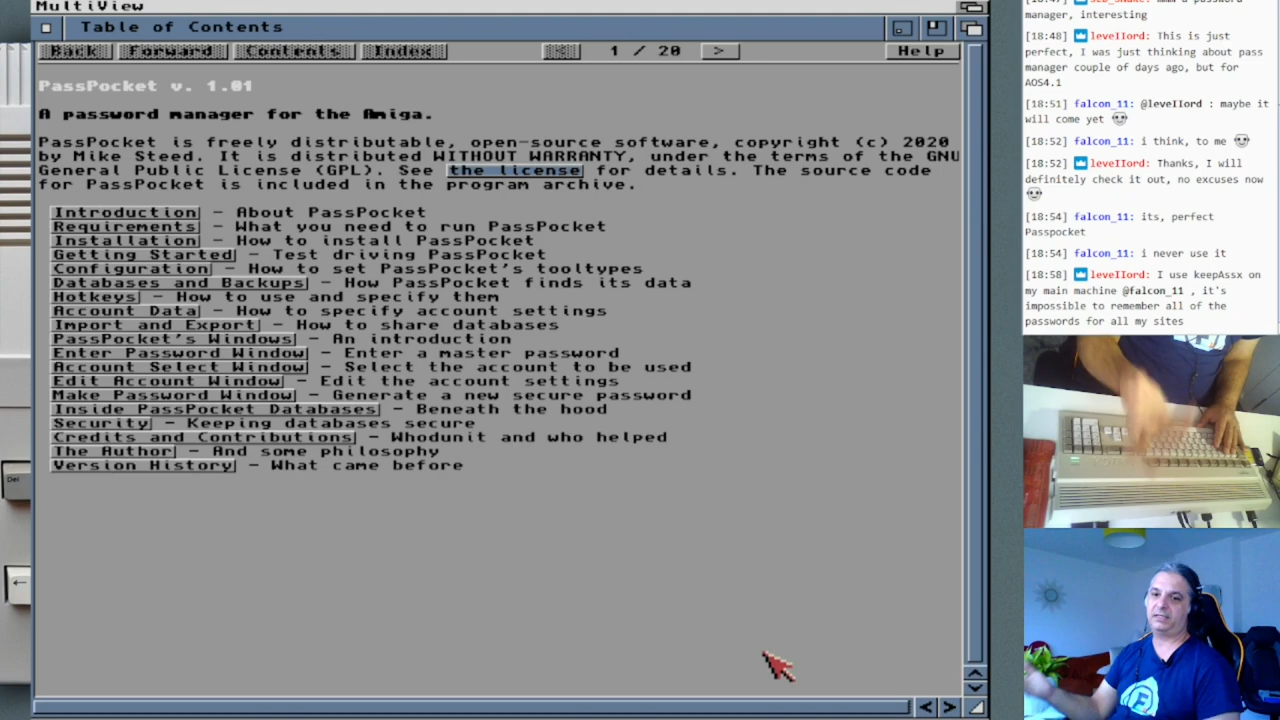 MultiView
Table of Contents
Back Forward Contents Index < 1 / 20 > Help
PassPocket v. 1.01
A password manager for the Amiga.
PassPocket is freely distributable, open-source software, copyright (c) 2020
by Mike Steed. It is distributed WITHOUT WARRANTY, under the terms of the GNU
General Public License (GPL). See the license for details. The source code
for PassPocket is included in the program archive.
Introduction - About PassPocket
Requirements - What you need to run PassPocket
Installation - How to install PassPocket
Getting Started - Test driving PassPocket
Configuration - How to set PassPocket's tooltypes
Databases and Backups - How PassPocket finds its data
Hotkeys - How to use and specify them
Account Data - How to specify account settings
Import and Export - How to share databases
PassPocket's Windows - An introduction
Enter Password Window - Enter a master password
Account Select Window - Select the account to be used
Edit Account Window - Edit the account settings
Make Password Window - Generate a new secure password
Inside PassPocket Databases - Beneath the hood
Security - Keeping databases secure
Credits and Contributions - Whodunit and who helped
The Author - And some philosophy
Version History - What came before
Del
manager, interesting
[18:48] levelIord: This is just
perfect, I was just thinking about pass
manager couple of days ago, but for
AOS4.1
[18:51] falcon_11: @levelIord : maybe it
will come yet
[18:52] falcon_11: i think, to me
[18:52] levelIord: Thanks, I will
definitely check it out, no excuses now
[18:54] falcon_11: its, perfect
Passpocket
[18:54] falcon_11: i never use it
[18:58] levelIord: I use keepAssx on
my main machine @falcon_11 , it's
impossible to remember all of the
passwords for all my sites